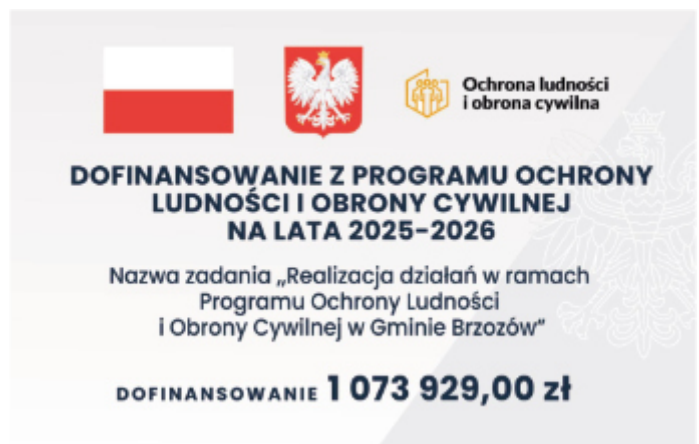 Ochrona ludności
i obrona cywilna
DOFINANSOWANIE Z PROGRAMU OCHRONY
LUDNOŚCI I OBRONY CYWILNEJ
NA LATA 2025-2026
Nazwa zadania „Realizacja działań w ramach
Programu Ochrony Ludności
i Obrony Cywilnej w Gminie Brzozów"
DOFINANSOWANIE 1 073 929,00 zł